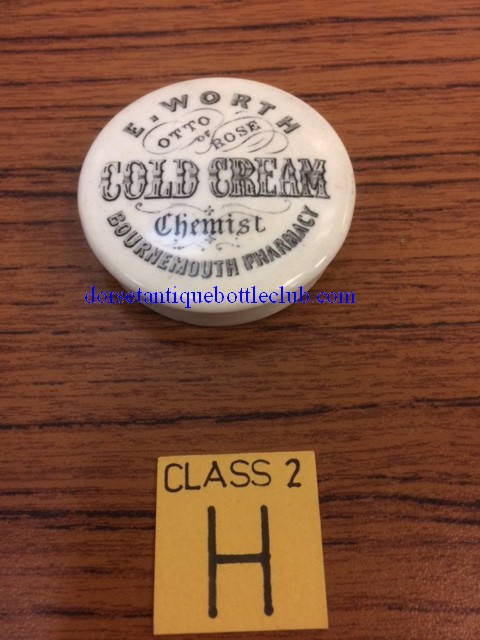 E. WORTH
OTTO
of
ROSE
COLD CREAM
Chemist
BOURNEMOUTH PHARMACY
dorsetantiquebottleclub.com
CLASS 2
H